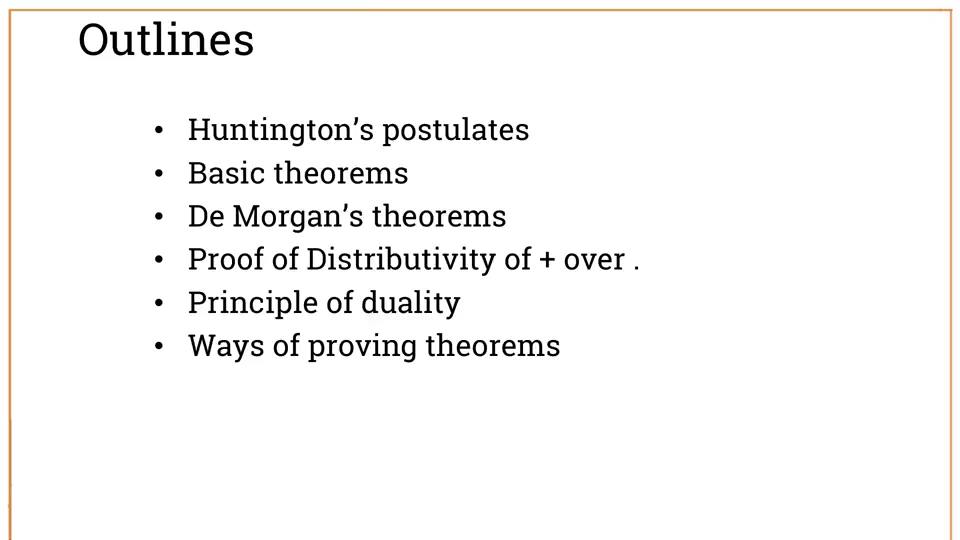 Outlines
• Huntington’s postulates
• Basic theorems
• De Morgan’s theorems
• Proof of Distributivity of + over .
• Principle of duality
• Ways of proving theorems